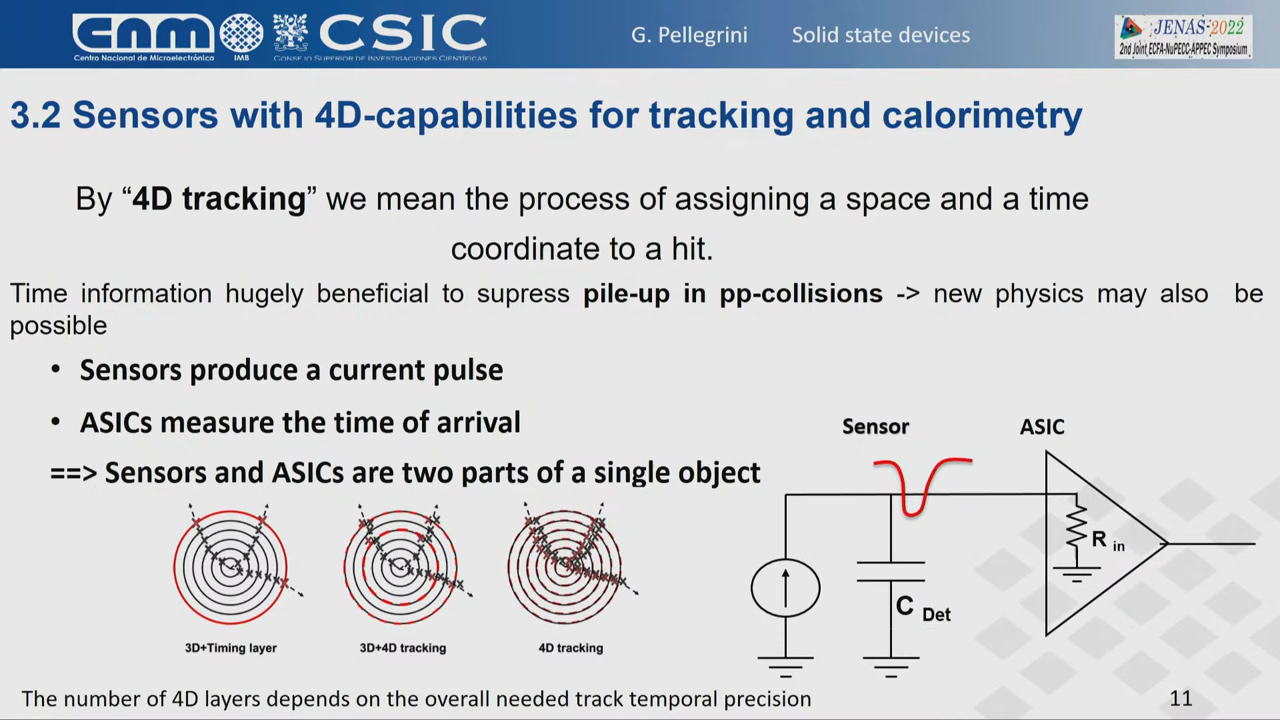 cnm
Centro Nacional de Microelectrónica
IMB
CSIC
CONSEJO SUPERIOR DE INVESTIGACIONES CIENTÍFICAS
G. Pellegrini Solid state devices
JENAS-2022
2nd Joint ECFA-NuPECC-APPEC Symposium
3.2 Sensors with 4D-capabilities for tracking and calorimetry
By “4D tracking” we mean the process of assigning a space and a time
coordinate to a hit.
Time information hugely beneficial to supress pile-up in pp-collisions -> new physics may also be
possible
• Sensors produce a current pulse
• ASICs measure the time of arrival
==> Sensors and ASICs are two parts of a single object
Sensor
ASIC
R in
C Det
3D+Timing layer
3D+4D tracking
4D tracking
The number of 4D layers depends on the overall needed track temporal precision
11